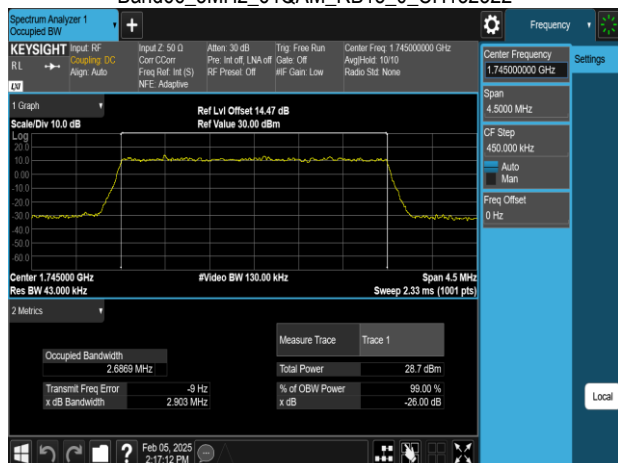 Spectrum Analyzer 1
Occupied BW
Frequency
KEYSIGHT
RL
LXI
Input: RF
Coupling: DC
Align: Auto
Input Z: 50 Ω
Corr CCorr
Freq Ref: Int (S)
NFE: Adaptive
Atten: 30 dB
Pre: Int off, LNA off
RF Presel: Off
Trig: Free Run
Gate: Off
#IF Gain: Low
Center Freq: 1.745000000 GHz
Avg|Hold: 10/10
Radio Std: None
Center Frequency
1.745000000 GHz
Settings
Span
4.5000 MHz
CF Step
450.000 kHz
Auto
Man
Freq Offset
0 Hz
Local
1 Graph
Scale/Div 10.0 dB
Ref Lvl Offset 14.47 dB
Ref Value 30.00 dBm
Log
20.0
10.0
0.00
-10.0
-20.0
-30.0
-40.0
-50.0
-60.0
Center 1.745000 GHz
#Video BW 130.00 kHz
Span 4.5 MHz
Res BW 43.000 kHz
Sweep 2.33 ms (1001 pts)
2 Metrics
Measure Trace Trace 1
Occupied Bandwidth
2.6869 MHz
Total Power 28.7 dBm
Transmit Freq Error -9 Hz
% of OBW Power 99.00 %
x dB Bandwidth 2.903 MHz
x dB -26.00 dB
Feb 05, 2025
2:17:12 PM